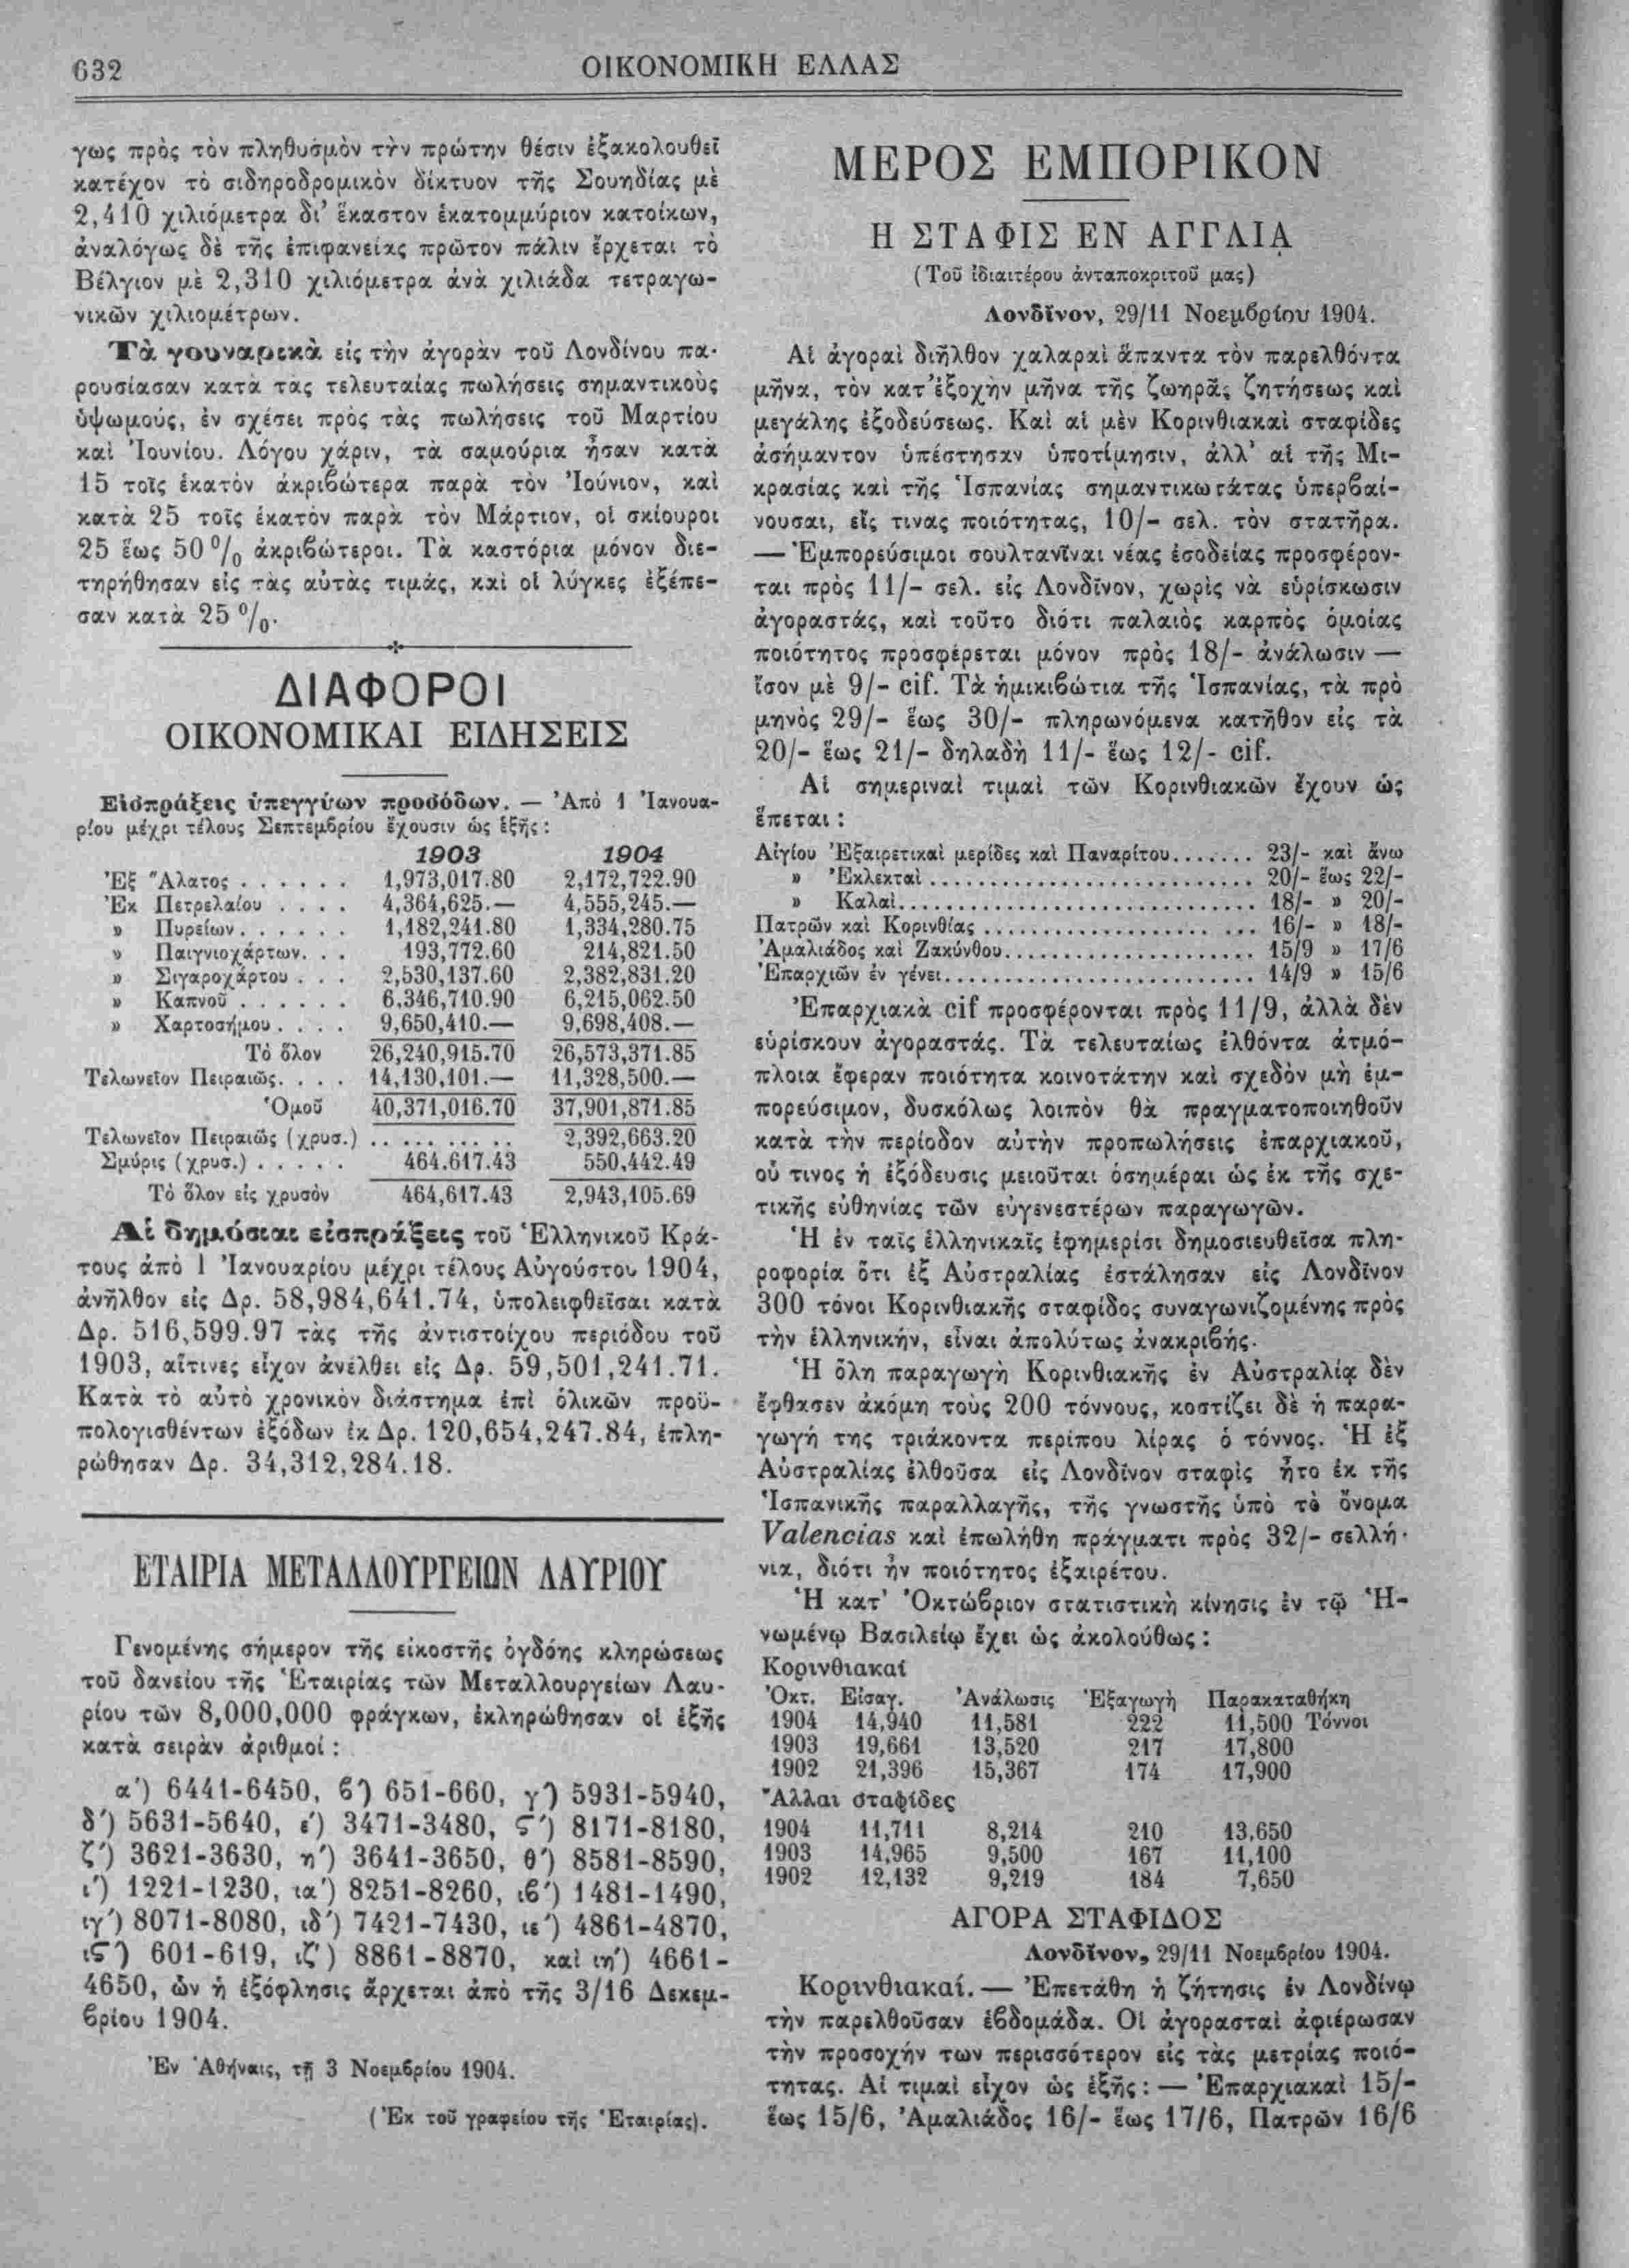 632
ΟΙΚΟΝΟΜΙΚΗ ΕΛΛΑΣ
γως πρὸς τὸν πληθυσμὸν τὴν πρώτην θέσιν ἐξακολουθεῖ
κατέχον τὸ σιδηροδρομικὸν δίκτυον τῆς Σουηδίας μὲ
2,410 χιλιόμετρα δι' ἕκαστον ἑκατομμύριον κατοίκων,
ἀναλόγως δὲ τῆς ἐπιφανείας πρῶτον πάλιν ἔρχεται τὸ
Βέλγιον μὲ 2,310 χιλιόμετρα ἀνὰ χιλιάδα τετραγω-
νικῶν χιλιομέτρων.
Τὰ γουναρικὰ εἰς τὴν ἀγορὰν τοῦ Λονδίνου πα-
ρουσίασαν κατὰ τὰς τελευταίας πωλήσεις σημαντικοὺς
ὑψωμούς, ἐν σχέσει πρὸς τὰς πωλήσεις τοῦ Μαρτίου
καὶ Ἰουνίου. Λόγου χάριν, τὰ σαμούρια ἦσαν κατὰ
15 τοῖς ἑκατὸν ἀκριβώτερα παρὰ τὸν Ἰούνιον, καὶ
κατὰ 25 τοῖς ἑκατὸν παρὰ τὸν Μάρτιον, οἱ σκίουροι
25 ἕως 50 % ἀκριβώτεροι. Τὰ καστόρια μόνον διε-
τηρήθησαν εἰς τὰς αὐτὰς τιμάς, καὶ οἱ λύγκες ἐξέπε-
σαν κατὰ 25 %.
ΔΙΑΦΟΡΟΙ
ΟΙΚΟΝΟΜΙΚΑΙ ΕΙΔΗΣΕΙΣ
Εἰσπράξεις ὑπεγγύων προσόδων. — Ἀπὸ 1 Ἰανουα-
ρίου μέχρι τέλους Σεπτεμβρίου ἔχουσιν ὡς ἑξῆς :
1903 1904
Ἐξ Ἅλατος . . . . . . 1,973,017.80 2,172,722.90
Ἐκ Πετρελαίου . . . . 4,364,625.— 4,555,245.—
» Πυρείων . . . . . . 1,182,241.80 1,334,280.75
» Παιγνιοχάρτων. . . 193,772.60 214,821.50
» Σιγαροχάρτου . . . 2,530,137.60 2,382,831.20
» Καπνοῦ . . . . . . 6,346,710.90 6,215,062.50
» Χαρτοσήμου . . . . 9,650,410.— 9,698,408.—
Τὸ ὅλον 26,240,915.70 26,573,371.85
Τελωνεῖον Πειραιῶς. . . . 14,130,101.— 11,328,500.—
Ὁμοῦ 40,371,016.70 37,901,871.85
Τελωνεῖον Πειραιῶς (χρυσ.) . . . . . . . . . . 2,392,663.20
Σμύρις (χρυσ.) . . . . . 464.617.43 550,442.49
Τὸ ὅλον εἰς χρυσὸν 464,617.43 2,943,105.69
Αἱ δημόσιαι εἰσπράξεις τοῦ Ἑλληνικοῦ Κρά-
τους ἀπὸ 1 Ἰανουαρίου μέχρι τέλους Αὐγούστου 1904,
ἀνῆλθον εἰς Δρ. 58,984,641.74, ὑπολειφθεῖσαι κατὰ
Δρ. 516,599.97 τὰς τῆς ἀντιστοίχου περιόδου τοῦ
1903, αἵτινες εἶχον ἀνέλθει εἰς Δρ. 59,501,241.71.
Κατὰ τὸ αὐτὸ χρονικὸν διάστημα ἐπὶ ὁλικῶν προϋ-
πολογισθέντων ἐξόδων ἐκ Δρ. 120,654,247.84, ἐπλη-
ρώθησαν Δρ. 34,312,284.18.
ΕΤΑΙΡΙΑ ΜΕΤΑΛΛΟΥΡΓΕΙΩΝ ΛΑΥΡΙΟΥ
Γενομένης σήμερον τῆς εἰκοστῆς ὀγδόης κληρώσεως
τοῦ δανείου τῆς Ἑταιρίας τῶν Μεταλλουργείων Λαυ-
ρίου τῶν 8,000,000 φράγκων, ἐκληρώθησαν οἱ ἑξῆς
κατὰ σειρὰν ἀριθμοί :
α') 6441-6450, β') 651-660, γ') 5931-5940,
δ') 5631-5640, ε') 3471-3480, ς') 8171-8180,
ζ') 3621-3630, η') 3641-3650, θ') 8581-8590,
ι') 1221-1230, ια') 8251-8260, ιβ') 1481-1490,
ιγ') 8071-8080, ιδ') 7421-7430, ιε') 4861-4870,
ις') 601-619, ιζ') 8861-8870, καὶ ιη') 4661-
4650, ὧν ἡ ἐξόφλησις ἄρχεται ἀπὸ τῆς 3/16 Δεκεμ-
βρίου 1904.
Ἐν Ἀθήναις, τῇ 3 Νοεμβρίου 1904.
(Ἐκ τοῦ γραφείου τῆς Ἑταιρίας).
ΜΕΡΟΣ ΕΜΠΟΡΙΚΟΝ
Η ΣΤΑΦΙΣ ΕΝ ΑΓΓΛΙᾼ
(Τοῦ ἰδιαιτέρου ἀνταποκριτοῦ μας)
Λονδῖνον, 29/11 Νοεμβρίου 1904.
Αἱ ἀγοραὶ διῆλθον χαλαραὶ ἅπαντα τὸν παρελθόντα
μῆνα, τὸν κατ' ἐξοχὴν μῆνα τῆς ζωηρᾶς ζητήσεως καὶ
μεγάλης ἐξοδεύσεως. Καὶ αἱ μὲν Κορινθιακαὶ σταφίδες
ἀσήμαντον ὑπέστησαν ὑποτίμησιν, ἀλλ' αἱ τῆς Μι-
κρασίας καὶ τῆς Ἱσπανίας σημαντικωτάτας ὑπερβαί-
νουσαι, εἴς τινας ποιότητας, 10/- σελ. τὸν στατῆρα.
— Ἐμπορεύσιμοι σουλτανῖναι νέας ἐσοδείας προσφέρον-
ται πρὸς 11/- σελ. εἰς Λονδῖνον, χωρὶς νὰ εὑρίσκωσιν
ἀγοραστάς, καὶ τοῦτο διότι παλαιὸς καρπὸς ὁμοίας
ποιότητος προσφέρεται μόνον πρὸς 18/- ἀνάλωσιν —
ἴσον μὲ 9/- cif. Τὰ ἡμικιβώτια τῆς Ἱσπανίας, τὰ πρὸ
μηνὸς 29/- ἕως 30/- πληρωνόμενα κατῆθον εἰς τὰ
20/- ἕως 21/- δηλαδὴ 11/- ἕως 12/- cif.
Αἱ σημεριναὶ τιμαὶ τῶν Κορινθιακῶν ἔχουν ὡς
ἕπεται :
Αἰγίου Ἐξαιρετικαὶ μερίδες καὶ Παναρίτου........ 23/- καὶ ἄνω
» Ἐκλεκταὶ ................................ 20/- ἕως 22/-
» Καλαὶ................................ 18/- » 20/-
Πατρῶν καὶ Κορινθίας ........................ 16/- » 18/-
Ἀμαλιάδος καὶ Ζακύνθου........................ 15/9 » 17/6
Ἐπαρχιῶν ἐν γένει............................ 14/9 » 15/6
Ἐπαρχιακὰ cif προσφέρονται πρὸς 11/9, ἀλλὰ δὲν
εὑρίσκουν ἀγοραστάς. Τὰ τελευταίως ἐλθόντα ἀτμό-
πλοια ἔφεραν ποιότητα κοινοτάτην καὶ σχεδὸν μὴ ἐμ-
πορεύσιμον, δυσκόλως λοιπὸν θὰ πραγματοποιηθοῦν
κατὰ τὴν περίοδον αὐτὴν προπωλήσεις ἐπαρχιακοῦ,
οὗ τινος ἡ ἐξόδευσις μειοῦται ὁσημέραι ὡς ἐκ τῆς σχε-
τικῆς εὐθηνίας τῶν εὐγενεστέρων παραγωγῶν.
Ἡ ἐν ταῖς ἑλληνικαῖς ἐφημερίσι δημοσιευθεῖσα πλη-
ροφορία ὅτι ἐξ Αὐστραλίας ἐστάλησαν εἰς Λονδῖνον
300 τόνοι Κορινθιακῆς σταφίδος συναγωνιζομένης πρὸς
τὴν ἑλληνικήν, εἶναι ἀπολύτως ἀνακριβής.
Ἡ ὅλη παραγωγὴ Κορινθιακῆς ἐν Αὐστραλίᾳ δὲν
ἔφθασεν ἀκόμη τοὺς 200 τόννους, κοστίζει δὲ ἡ παρα-
γωγή της τριάκοντα περίπου λίρας ὁ τόννος. Ἡ ἐξ
Αὐστραλίας ἐλθοῦσα εἰς Λονδῖνον σταφὶς ἦτο ἐκ τῆς
Ἱσπανικῆς παραλλαγῆς, τῆς γνωστῆς ὑπὸ τὸ ὄνομα
Valencias καὶ ἐπωλήθη πράγματι πρὸς 32/- σελλή-
νια, διότι ἦν ποιότητος ἐξαιρέτου.
Ἡ κατ' Ὀκτώβριον στατιστικὴ κίνησις ἐν τῷ Ἡ-
νωμένῳ Βασιλείῳ ἔχει ὡς ἀκολούθως :
Κορινθιακαί
Ὀκτ. Εἰσαγ. Ἀνάλωσις Ἐξαγωγὴ Παρακαταθήκη
1904 14,940 11,581 222 11,500 Τόννοι
1903 19,661 13,520 217 17,800
1902 21,396 15,367 174 17,900
Ἄλλαι σταφίδες
1904 11,711 8,214 210 13,650
1903 14,965 9,500 167 11,100
1902 12,132 9,219 184 7,650
ΑΓΟΡΑ ΣΤΑΦΙΔΟΣ
Λονδῖνον, 29/11 Νοεμβρίου 1904.
Κορινθιακαί. — Ἐπετάθη ἡ ζήτησις ἐν Λονδίνῳ
τὴν παρελθοῦσαν ἑβδομάδα. Οἱ ἀγορασταὶ ἀφιέρωσαν
τὴν προσοχήν των περισσότερον εἰς τὰς μετρίας ποιό-
τητας. Αἱ τιμαὶ εἶχον ὡς ἑξῆς : — Ἐπαρχιακαὶ 15/-
ἕως 15/6, Ἀμαλιάδος 16/- ἕως 17/6, Πατρῶν 16/6